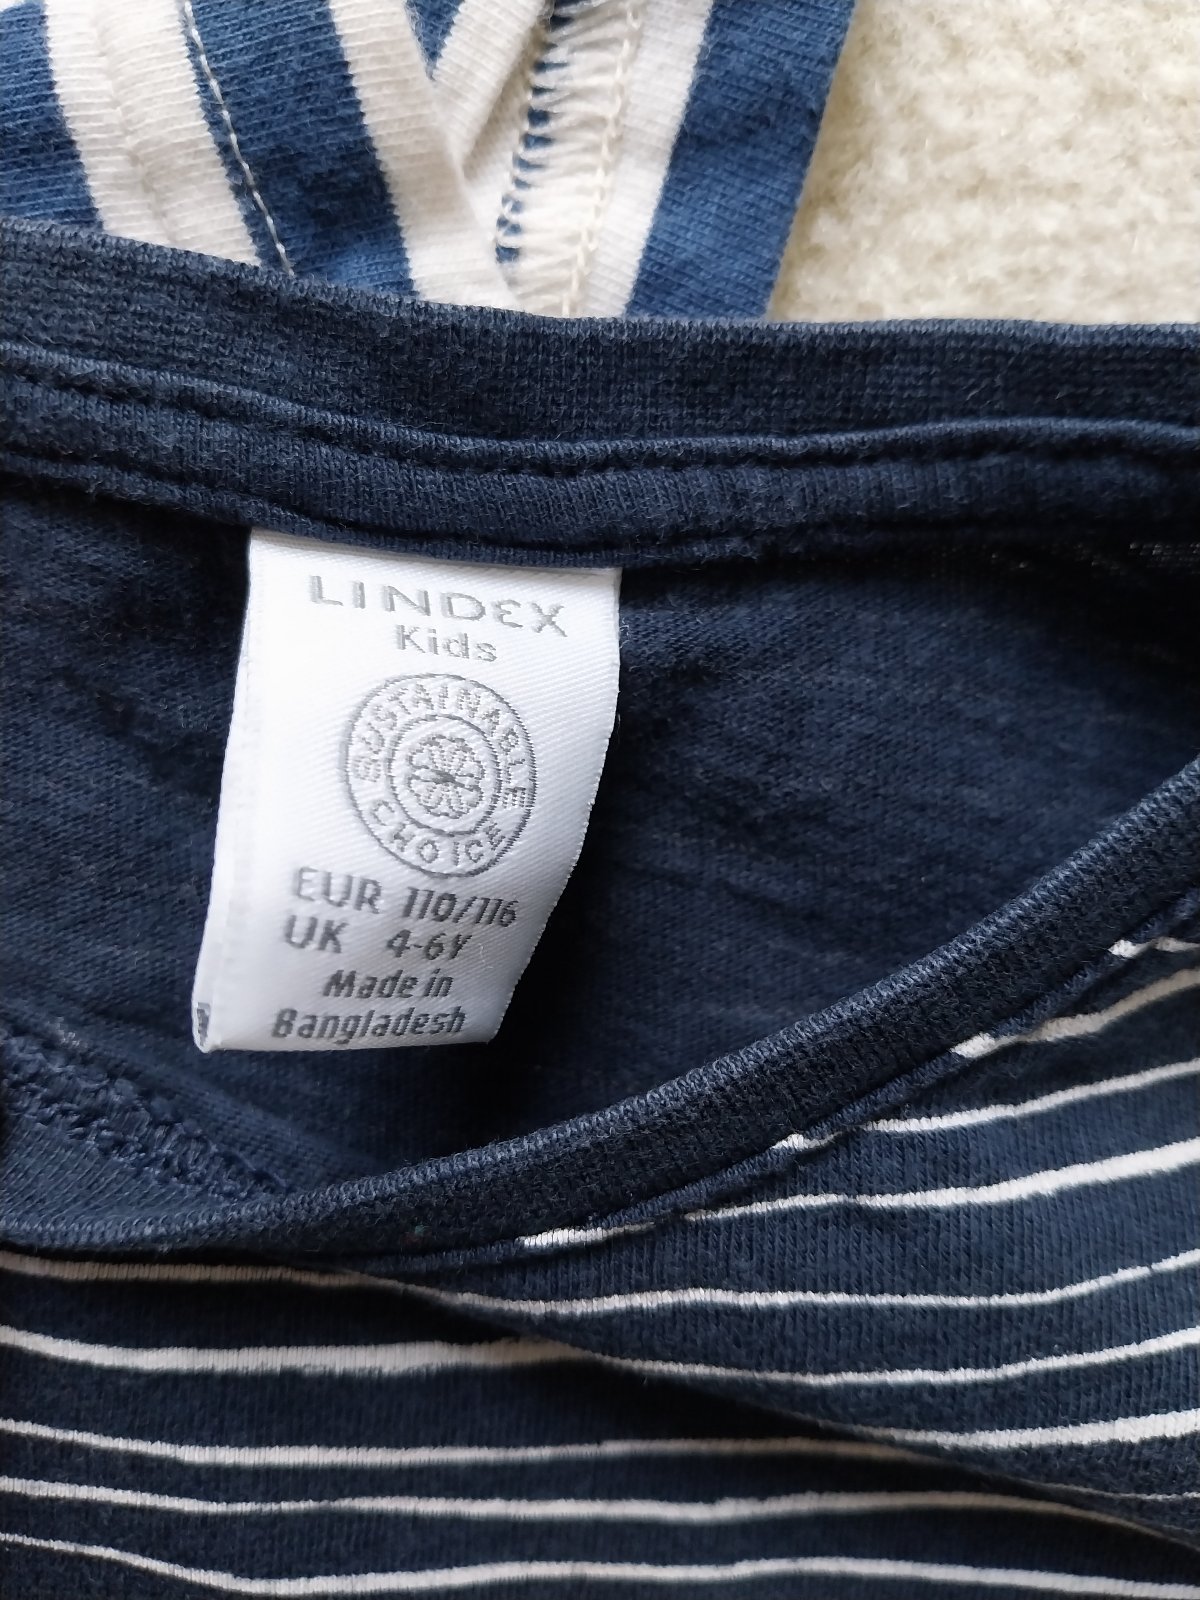 LINDEX
Kids
SUSTAINABLE
CHOICE
EUR 110/116
UK 4-6Y
Made in
Bangladesh